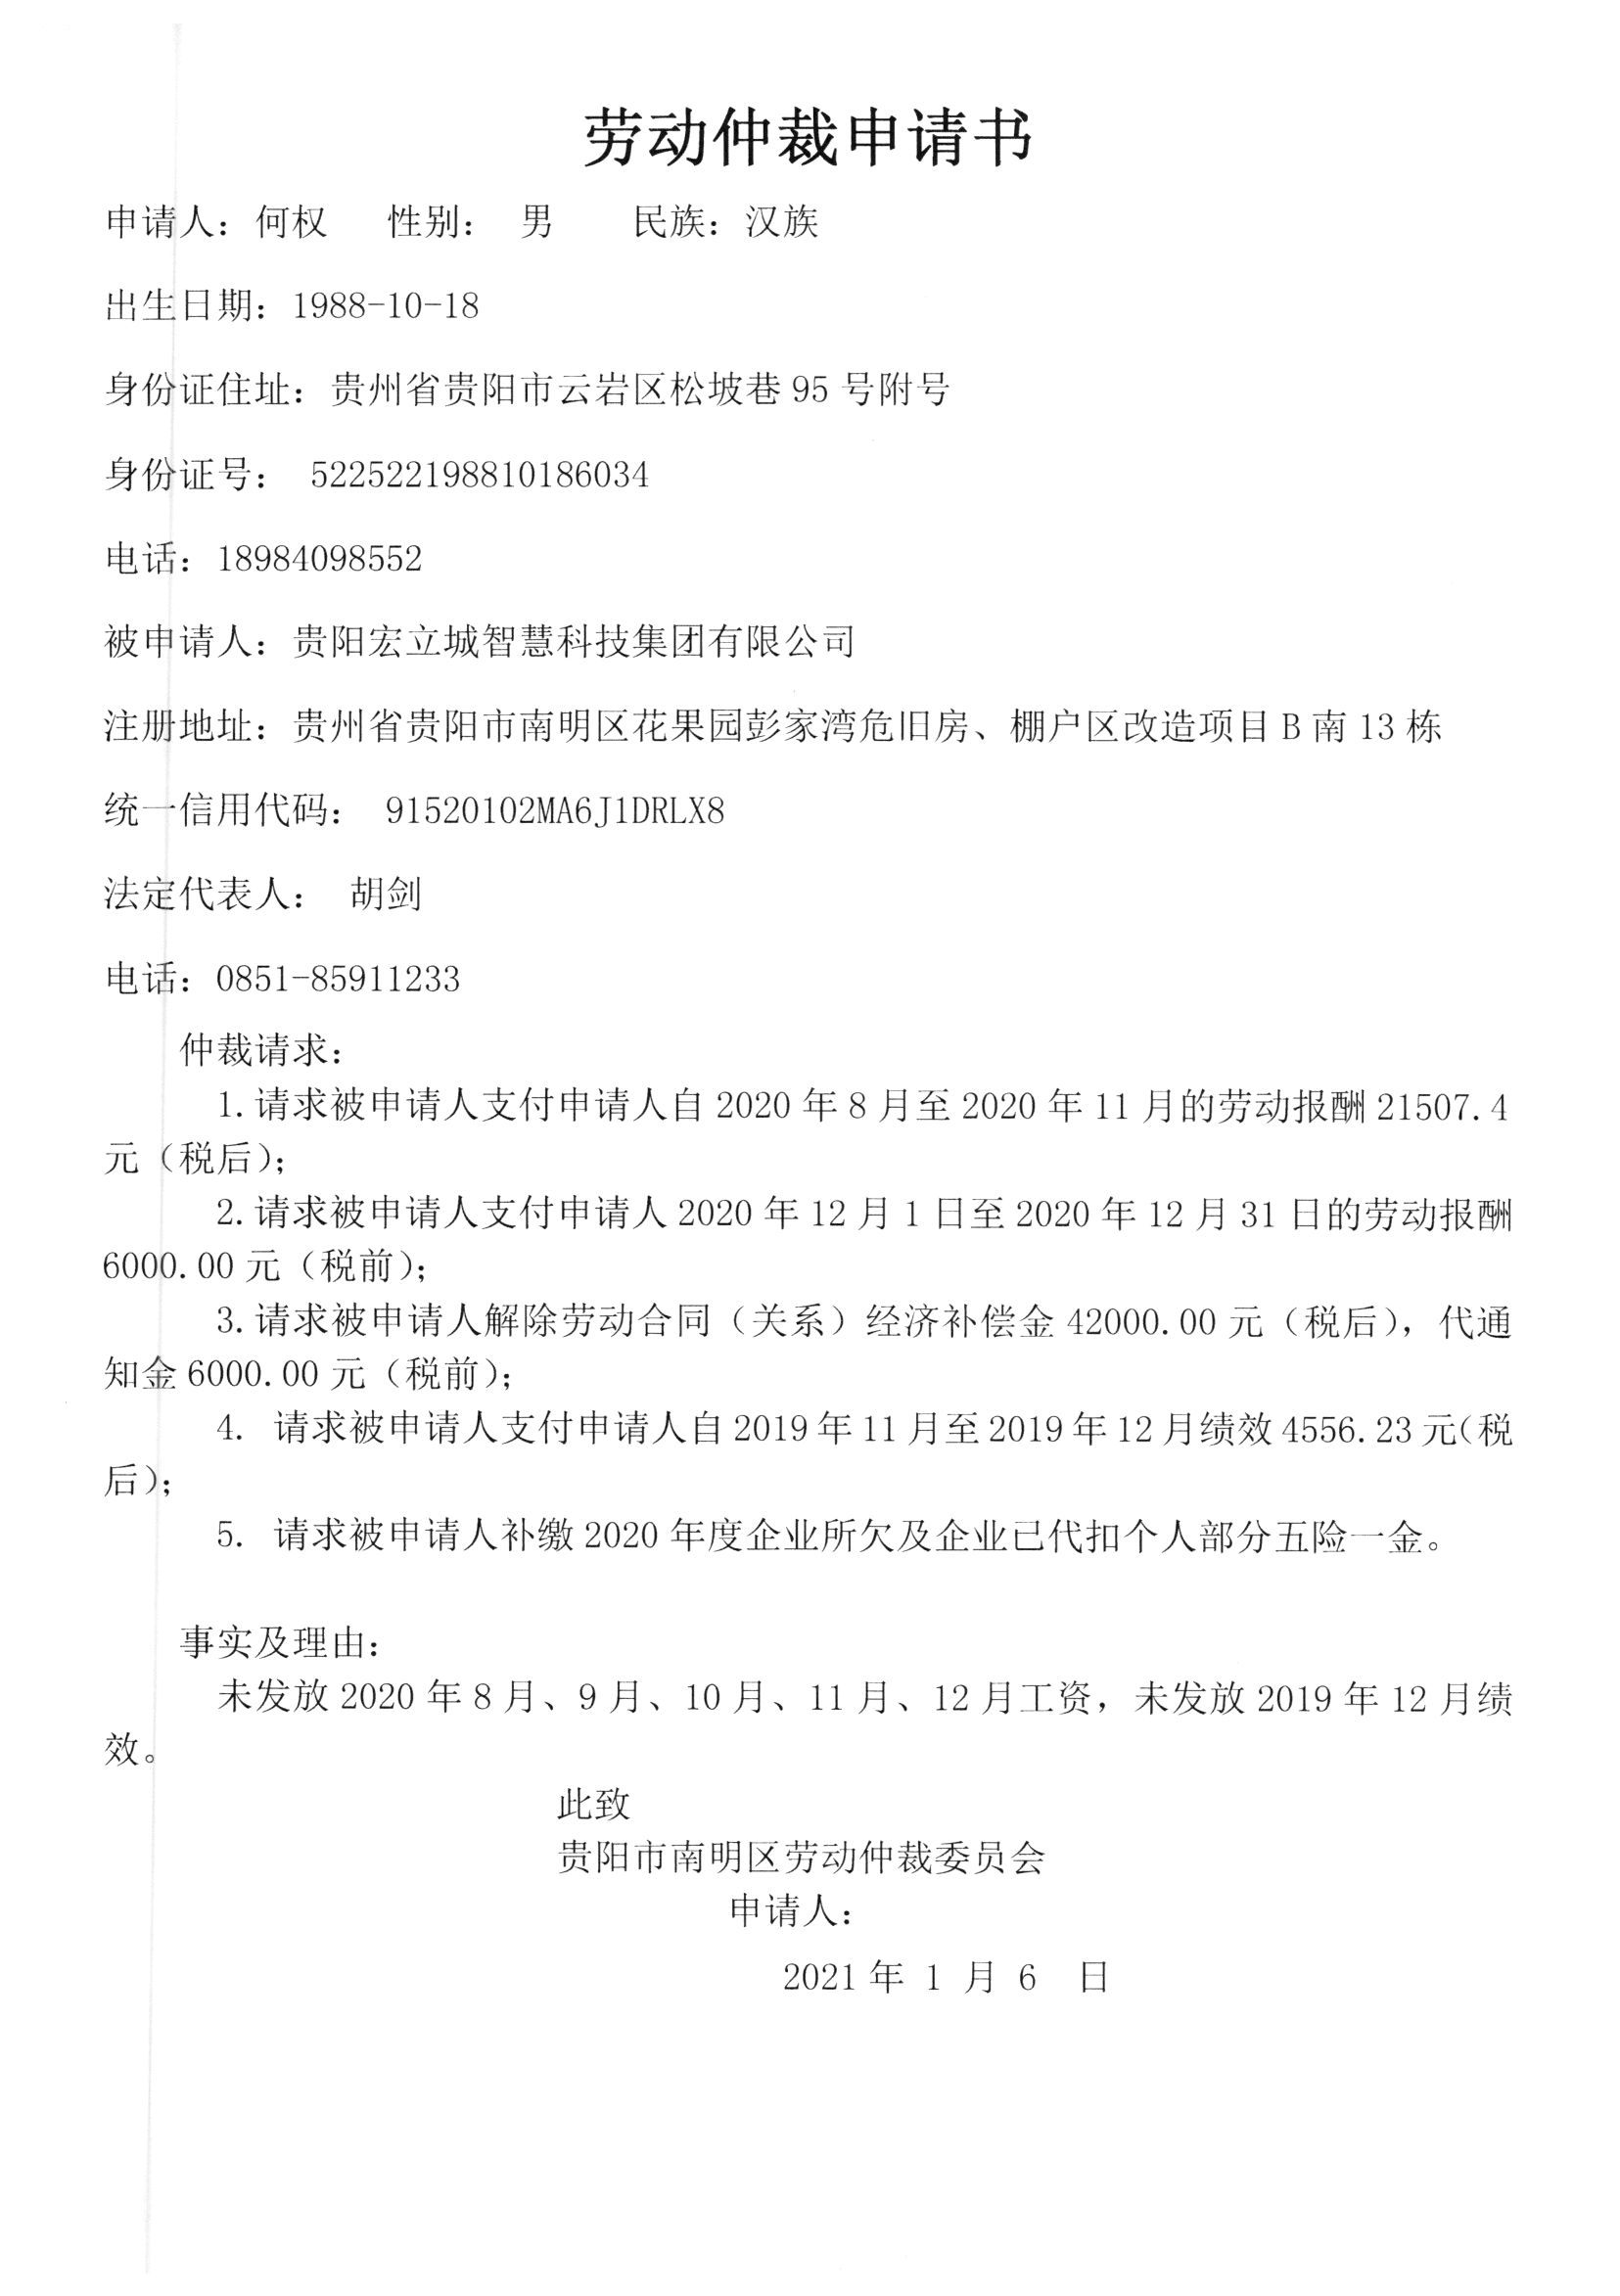 劳动仲裁申请书
申请人：何权 性别： 男 民族：汉族
出生日期：1988-10-18
身份证住址：贵州省贵阳市云岩区松坡巷 95 号附号
身份证号： 522522198810186034
电话：18984098552
被申请人：贵阳宏立城智慧科技集团有限公司
注册地址：贵州省贵阳市南明区花果园彭家湾危旧房、棚户区改造项目 B 南 13 栋
统一信用代码： 91520102MA6J1DRLX8
法定代表人： 胡剑
电话：0851-85911233
仲裁请求：
1.请求被申请人支付申请人自 2020 年 8 月至 2020 年 11 月的劳动报酬 21507.4
元（税后）；
2.请求被申请人支付申请人 2020 年 12 月 1 日至 2020 年 12 月 31 日的劳动报酬
6000.00 元（税前）；
3.请求被申请人解除劳动合同（关系）经济补偿金 42000.00 元（税后），代通
知金 6000.00 元（税前）；
4. 请求被申请人支付申请人自 2019 年 11 月至 2019 年 12 月绩效 4556.23 元（税
后）；
5. 请求被申请人补缴 2020 年度企业所欠及企业已代扣个人部分五险一金。
事实及理由：
未发放 2020 年 8 月、9 月、10 月、11 月、12 月工资，未发放 2019 年 12 月绩
效。
此致
贵阳市南明区劳动仲裁委员会
申请人：
2021 年 1 月 6 日